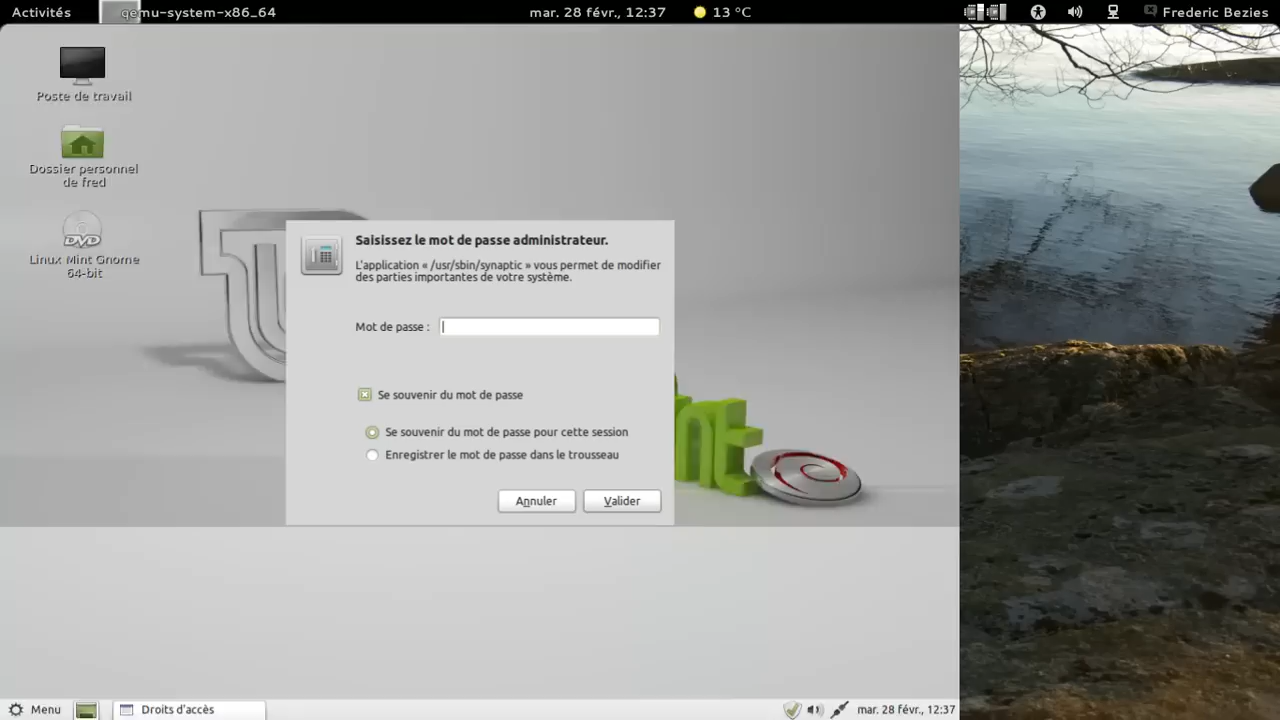 Activités
qemu-system-x86_64
mar. 28 févr., 12:37
13 °C
Frederic Bezies
Poste de travail
Dossier personnel
de fred
DVD
Linux Mint Gnome
64-bit
Saisissez le mot de passe administrateur.
L'application « /usr/sbin/synaptic » vous permet de modifier
des parties importantes de votre système.
Mot de passe :
Se souvenir du mot de passe
Se souvenir du mot de passe pour cette session
Enregistrer le mot de passe dans le trousseau
Annuler
Valider
Menu
Droits d'accès
mar. 28 févr., 12:37